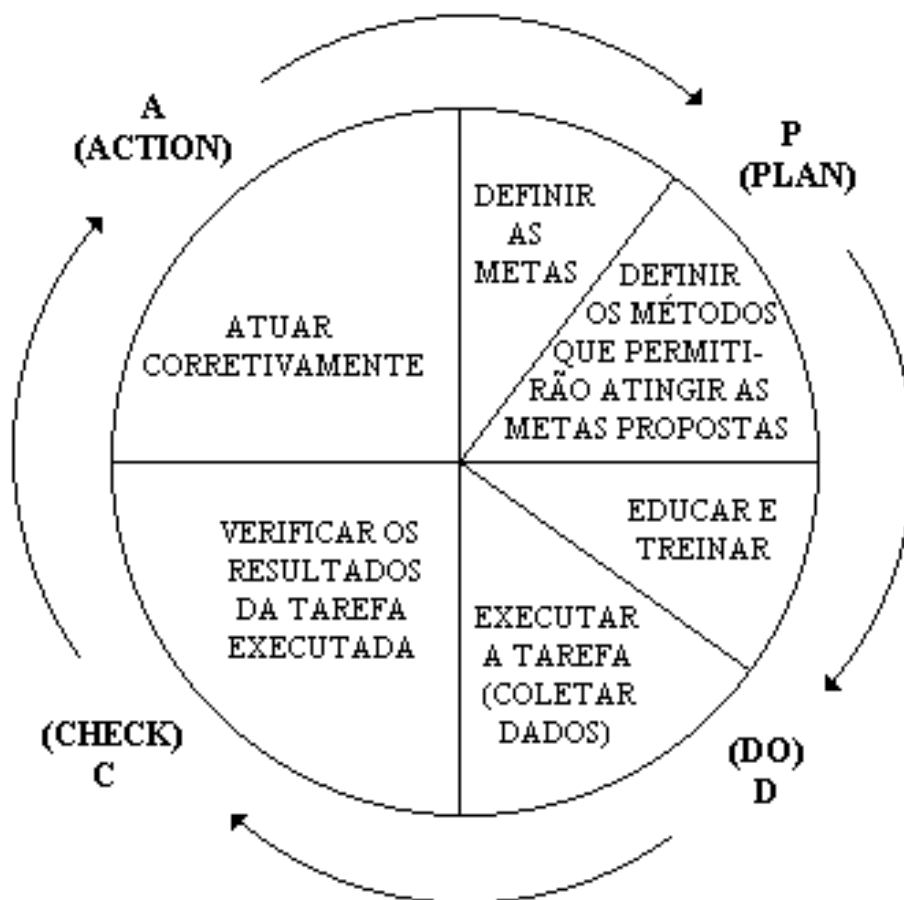 A
(ACTION)
P
(PLAN)
DEFINIR
AS
METAS
DEFINIR
OS MÉTODOS
QUE PERMITI-
RÃO ATINGIR AS
METAS PROPOSTAS
EDUCAR E
TREINAR
EXECUTAR
A TAREFA
(COLETAR
DADOS)
(DO)
D
VERIFICAR OS
RESULTADOS
DA TAREFA
EXECUTADA
(CHECK)
C
ATUAR
CORRETIVAMENTE